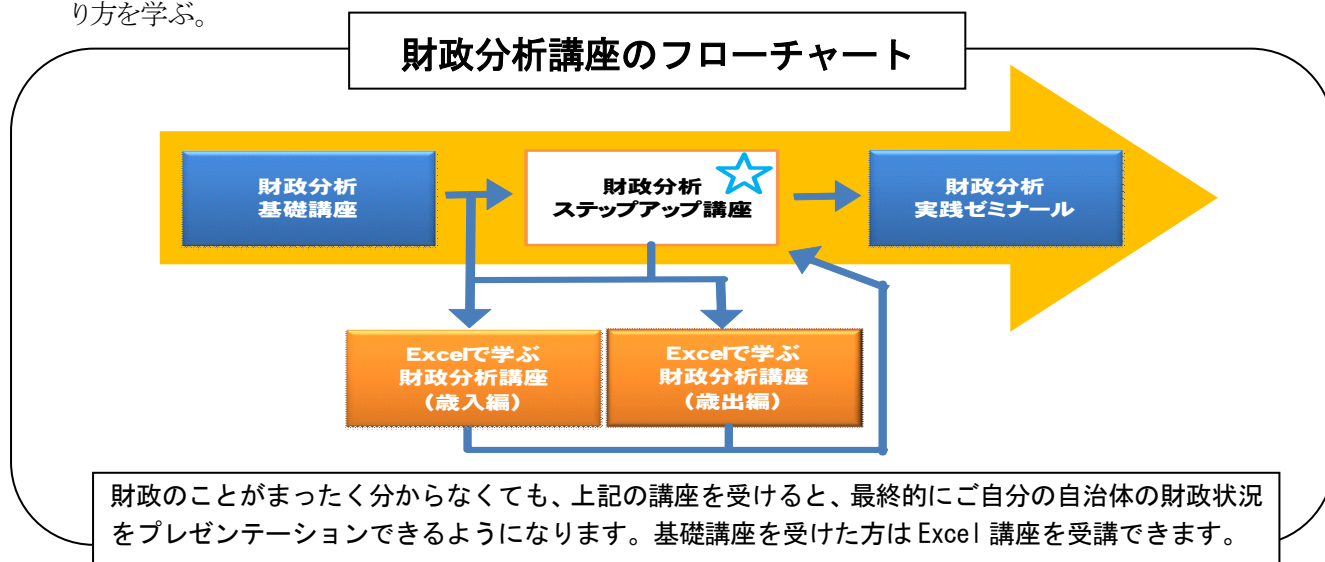 り方を学ぶ。
財政分析講座のフローチャート
財政分析
基礎講座
財政分析
ステップアップ講座
財政分析
実践ゼミナール
Excelで学ぶ
財政分析講座
（歳入編）
Excelで学ぶ
財政分析講座
（歳出編）
財政のことがまったく分からなくても、上記の講座を受けると、最終的にご自分の自治体の財政状況
をプレゼンテーションできるようになります。基礎講座を受けた方は Excel 講座を受講できます。